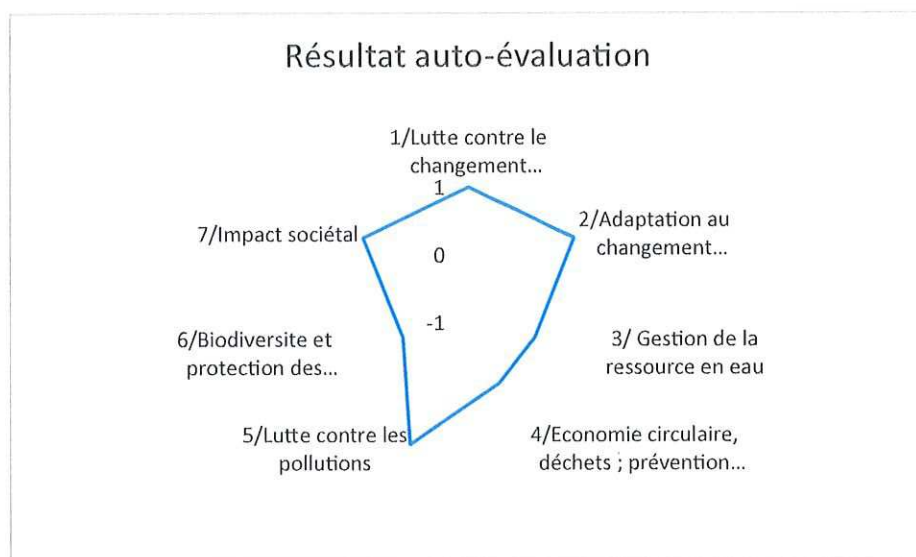 Résultat auto-évaluation
1/Lutte contre le
changement...
1
2/Adaptation au
changement...
7/Impact sociétal
0
-1
6/Biodiversite et
protection des...
3/ Gestion de la
ressource en eau
5/Lutte contre les
pollutions
4/Economie circulaire,
déchets ; prévention...